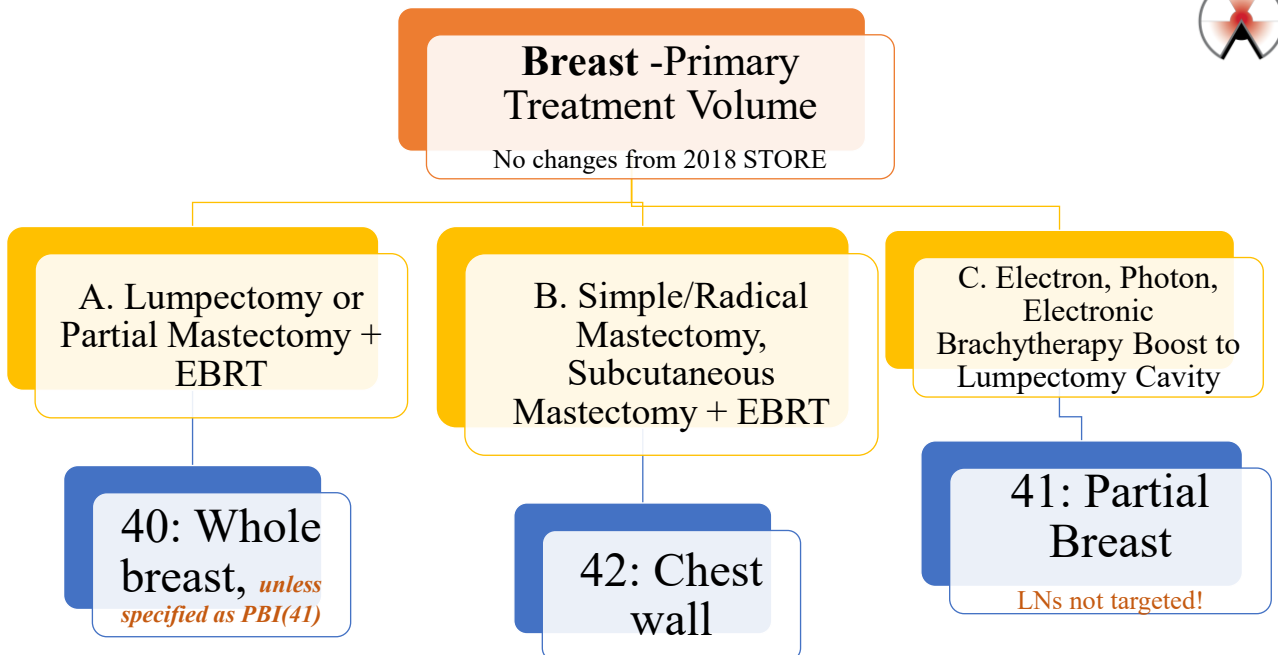 Breast -Primary
Treatment Volume
No changes from 2018 STORE
A. Lumpectomy or
Partial Mastectomy +
EBRT
B. Simple/Radical
Mastectomy,
Subcutaneous
Mastectomy + EBRT
C. Electron, Photon,
Electronic
Brachytherapy Boost to
Lumpectomy Cavity
40: Whole
breast, unless
specified as PBI(41)
42: Chest
wall
41: Partial
Breast
LNs not targeted!